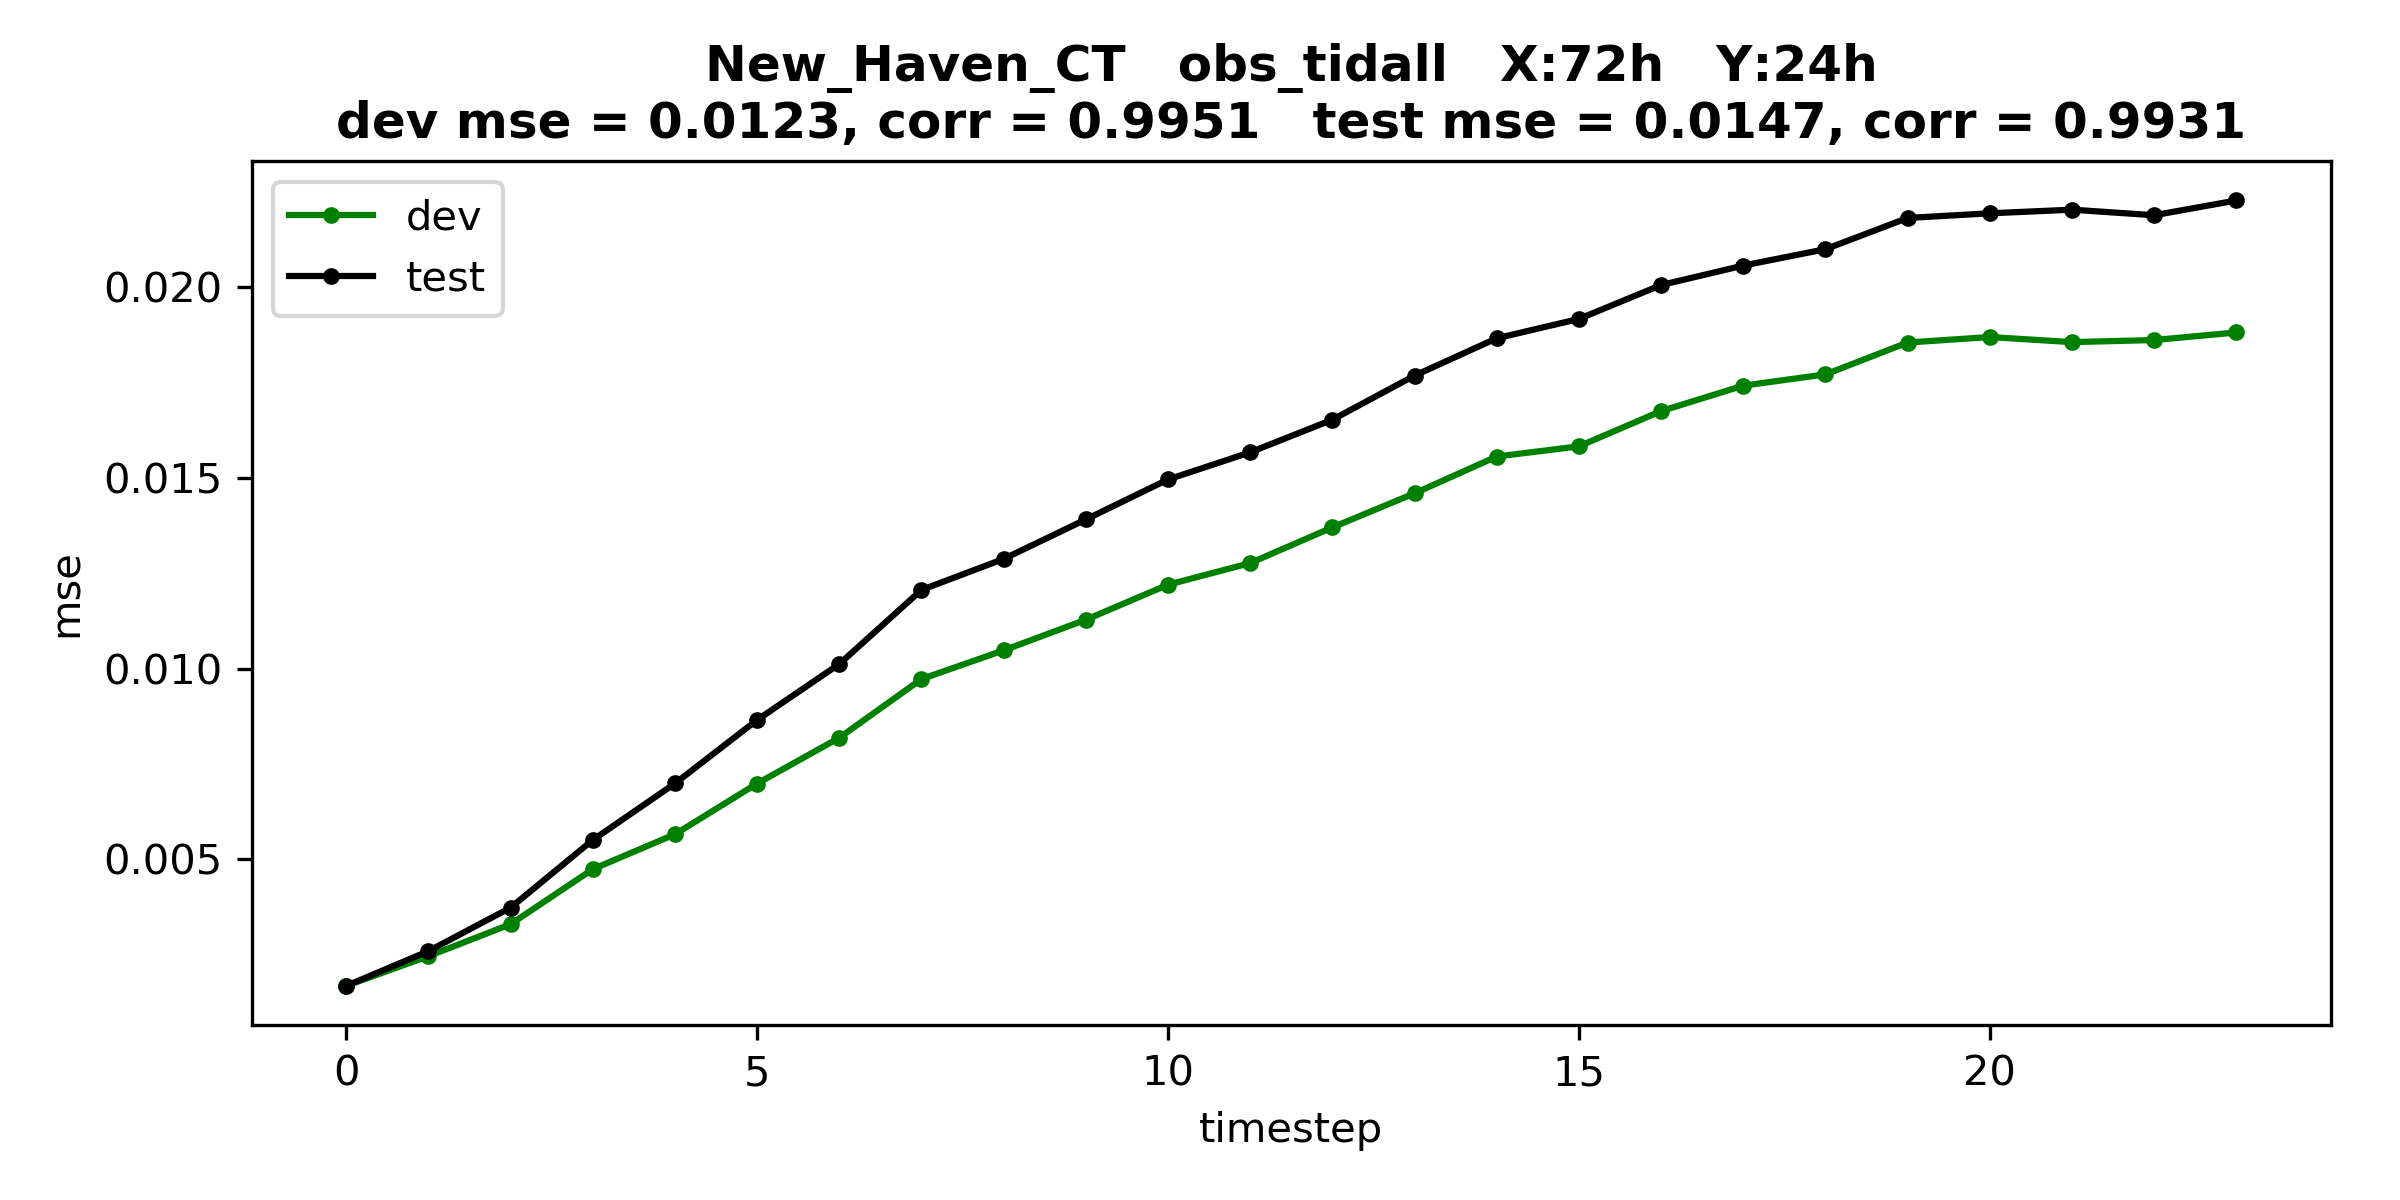 New_Haven_CT   obs_tidall   X:72h   Y:24h
dev mse = 0.0123, corr = 0.9951   test mse = 0.0147, corr = 0.9931
dev
test
0.020
0.015
0.010
0.005
mse
0
5
10
15
20
timestep